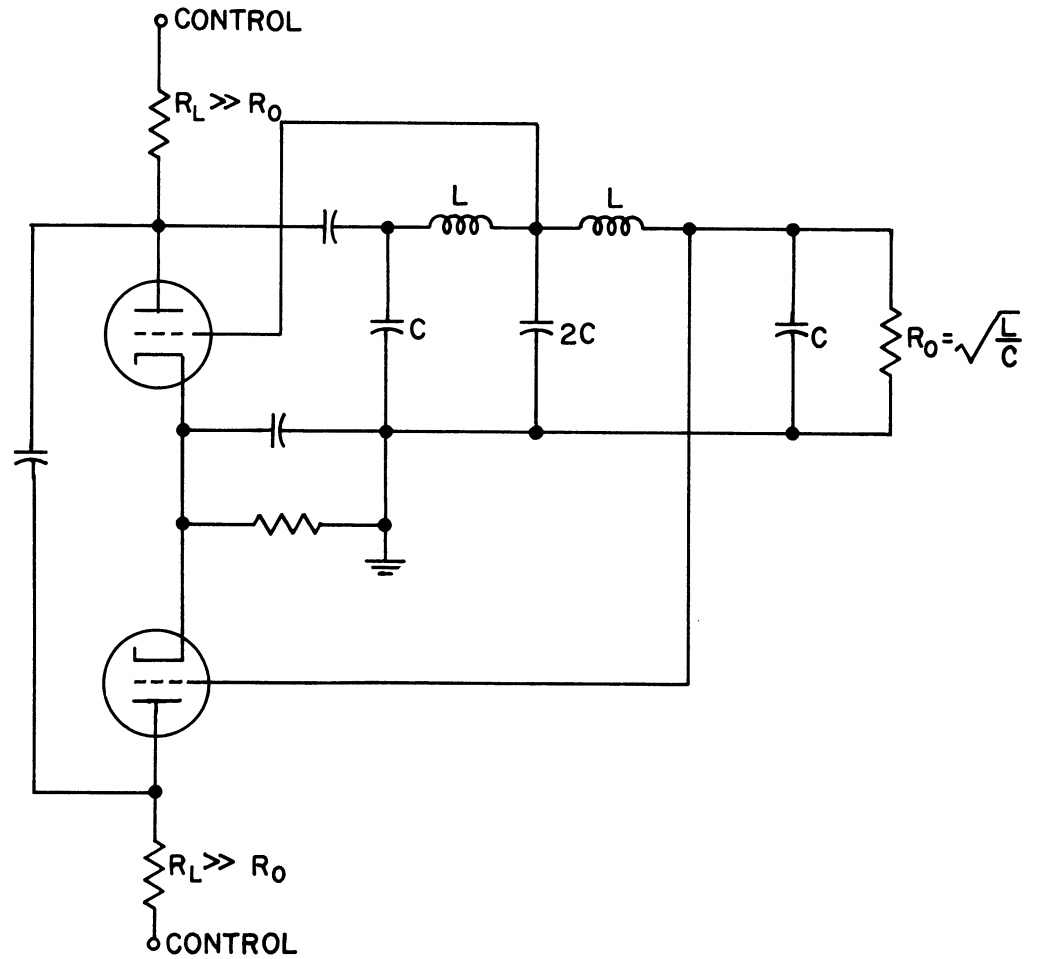 CONTROL
R_L >> R_O
L
L
C
2C
C
R_O = √(L/C)
R_L >> R_O
CONTROL